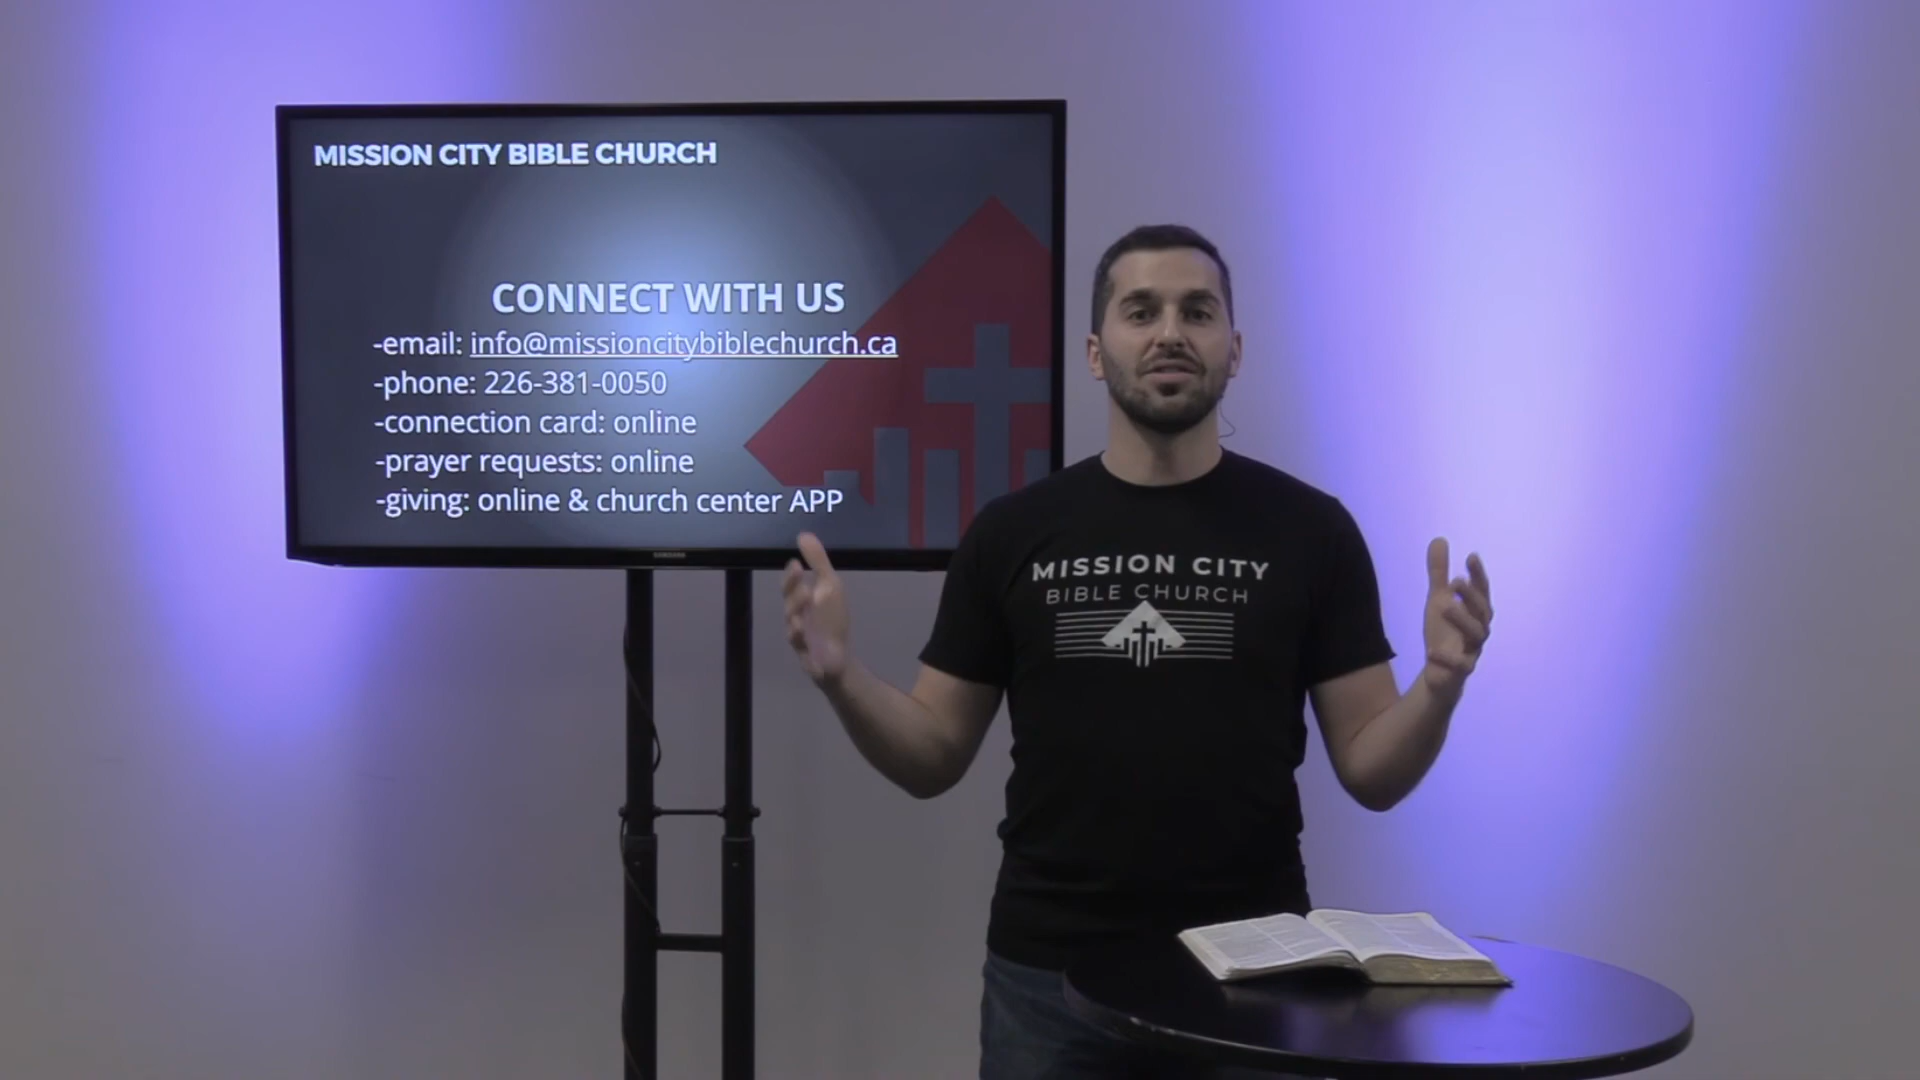 MISSION CITY BIBLE CHURCH
CONNECT WITH US
-email: info@missioncitybiblechurch.ca
-phone: 226-381-0050
-connection card: online
-prayer requests: online
-giving: online & church center APP
SAMSUNG
MISSION CITY
BIBLE CHURCH